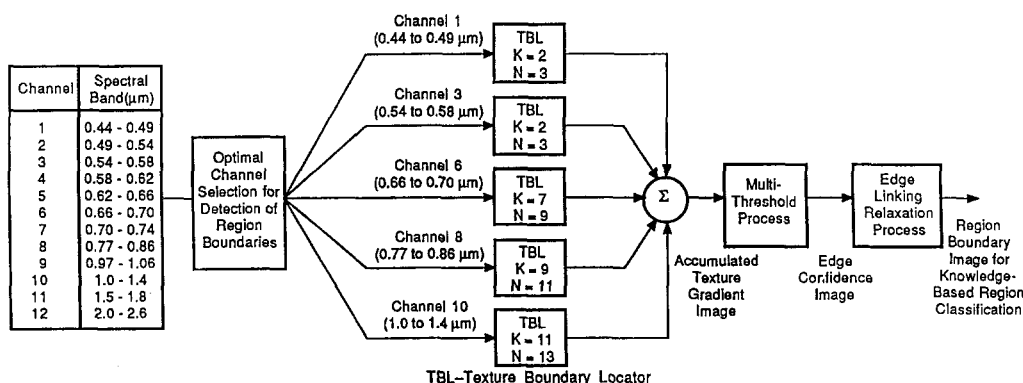 Channel Spectral Band(μm)
1 0.44 - 0.49
2 0.49 - 0.54
3 0.54 - 0.58
4 0.58 - 0.62
5 0.62 - 0.66
6 0.66 - 0.70
7 0.70 - 0.74
8 0.77 - 0.86
9 0.97 - 1.06
10 1.0 - 1.4
11 1.5 - 1.8
12 2.0 - 2.6
Optimal
Channel
Selection for
Detection of
Region
Boundaries
Channel 1
(0.44 to 0.49 μm)
TBL
K = 2
N = 3
Channel 3
(0.54 to 0.58 μm)
TBL
K = 2
N = 3
Channel 6
(0.66 to 0.70 μm)
TBL
K = 7
N = 9
Channel 8
(0.77 to 0.86 μm)
TBL
K = 9
N = 11
Channel 10
(1.0 to 1.4 μm)
TBL
K = 11
N = 13
TBL–Texture Boundary Locator
Σ
Accumulated
Texture
Gradient
Image
Multi-
Threshold
Process
Edge
Confidence
Image
Edge
Linking
Relaxation
Process
Region
Boundary
Image for
Knowledge-
Based Region
Classification